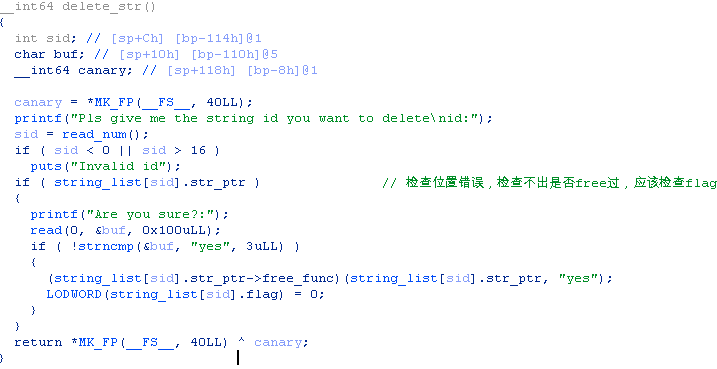 __int64 delete_str()
{
int sid; // [sp+Ch] [bp-114h]@1
char buf; // [sp+10h] [bp-110h]@5
__int64 canary; // [sp+118h] [bp-8h]@1
canary = *MK_FP(__FS__, 40LL);
printf("Pls give me the string id you want to delete\nid:");
sid = read_num();
if ( sid < 0 || sid > 16 )
puts("Invalid id");
if ( string_list[sid].str_ptr ) // 检查位置错误，检查不出是否free过，应该检查flag
{
printf("Are you sure?:");
read(0, &buf, 0x100uLL);
if ( !strncmp(&buf, "yes", 3uLL) )
{
(string_list[sid].str_ptr->free_func)(string_list[sid].str_ptr, "yes");
LODWORD(string_list[sid].flag) = 0;
}
}
return *MK_FP(__FS__, 40LL) ^ canary;
}